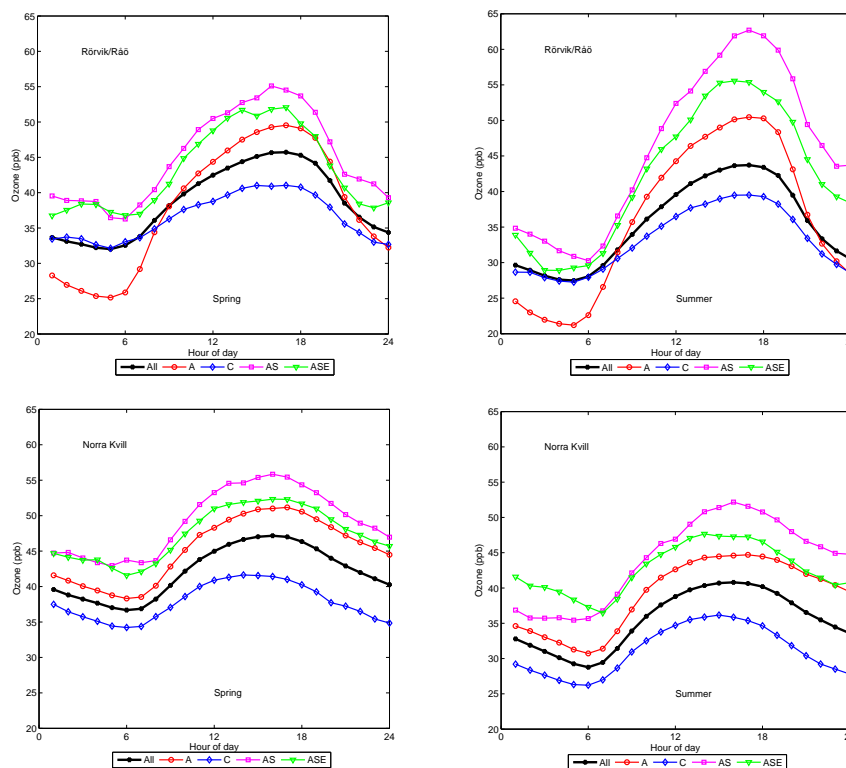 65
60
55
50
45
40
35
30
25
20
Ozone (ppb)
Rörvik/Råö
Spring
0 6 12 18 24
Hour of day
All A C AS ASE
65
60
55
50
45
40
35
30
25
20
Ozone (ppb)
Rörvik/Råö
Summer
0 6 12 18 24
Hour of day
All A C AS ASE
65
60
55
50
45
40
35
30
25
20
Ozone (ppb)
Norra Kvill
Spring
0 6 12 18 24
Hour of day
All A C AS ASE
65
60
55
50
45
40
35
30
25
20
Ozone (ppb)
Norra Kvill
Summer
0 6 12 18
Hour of day
All A C AS ASE